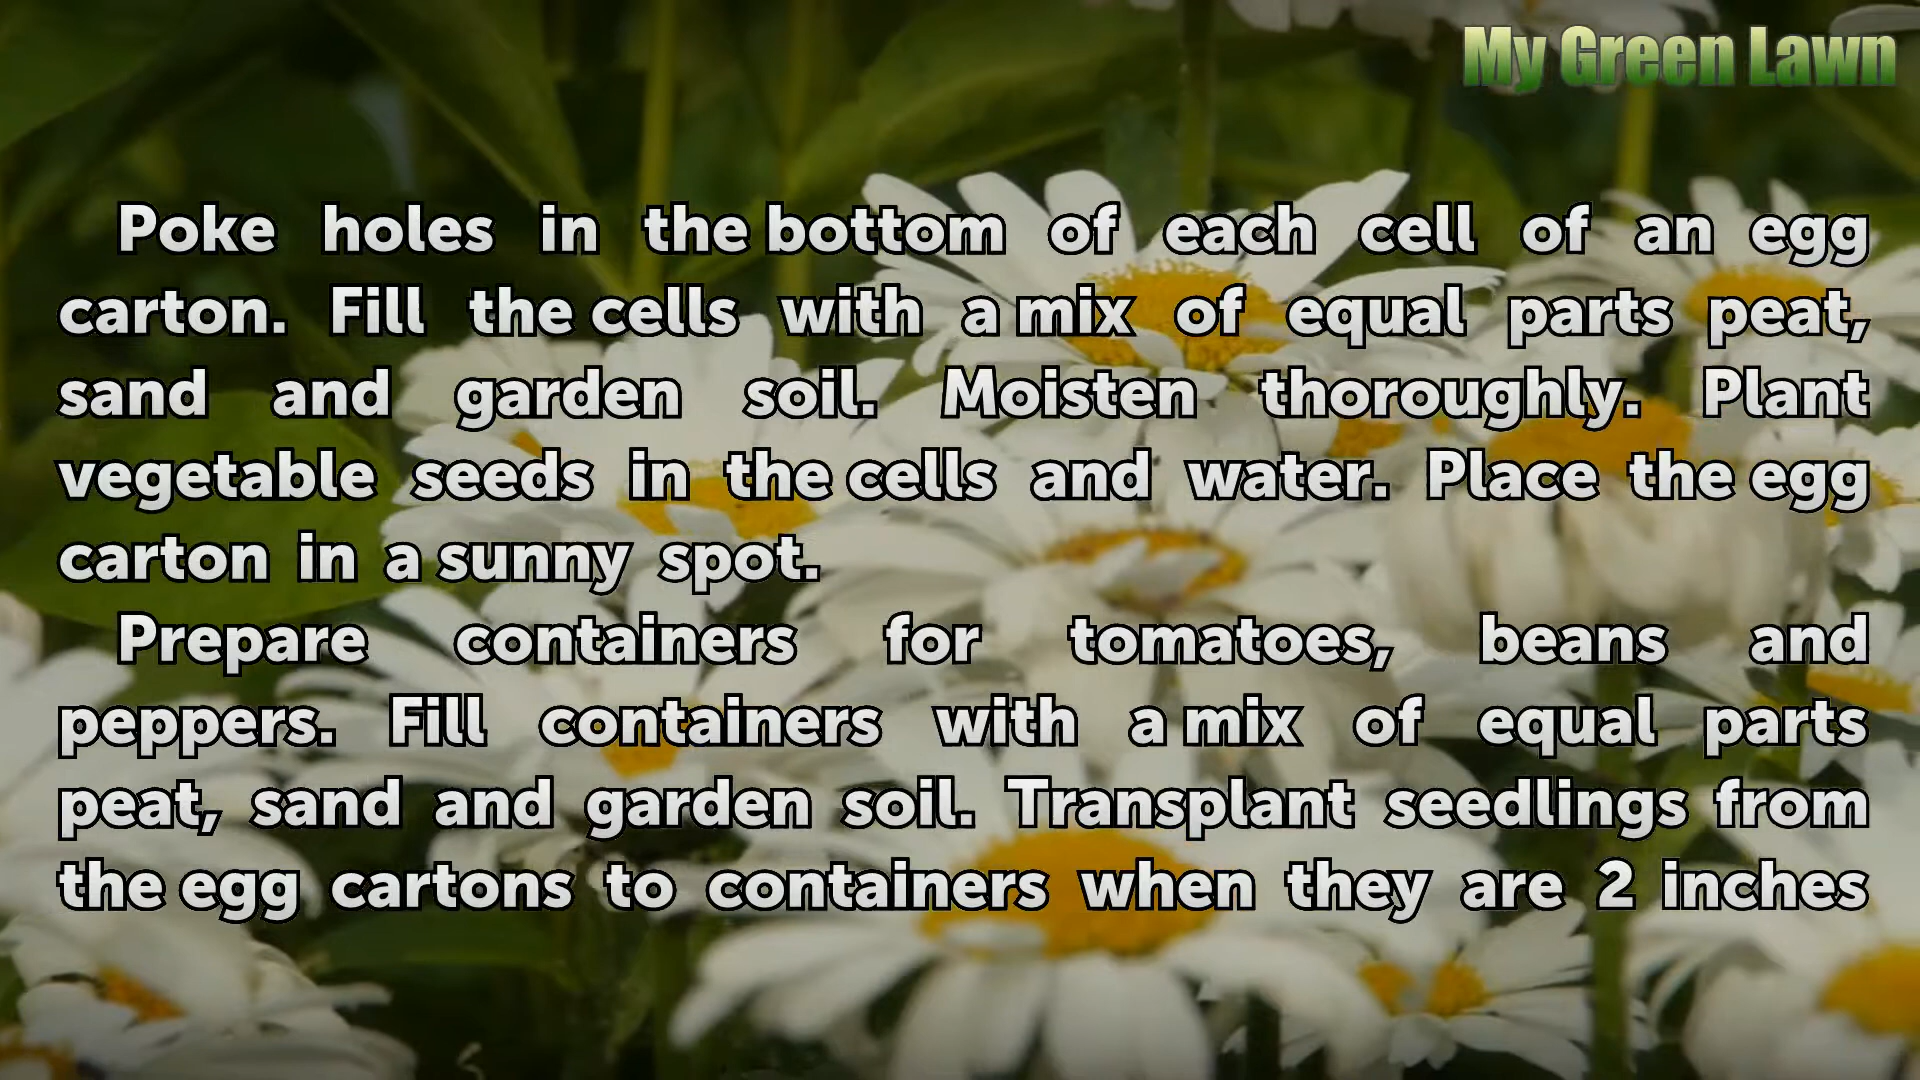 My Green Lawn
Poke holes in the bottom of each cell of an egg
carton. Fill the cells with a mix of equal parts peat,
sand and garden soil. Moisten thoroughly. Plant
vegetable seeds in the cells and water. Place the egg
carton in a sunny spot.
Prepare containers for tomatoes, beans and
peppers. Fill containers with a mix of equal parts
peat, sand and garden soil. Transplant seedlings from
the egg cartons to containers when they are 2 inches